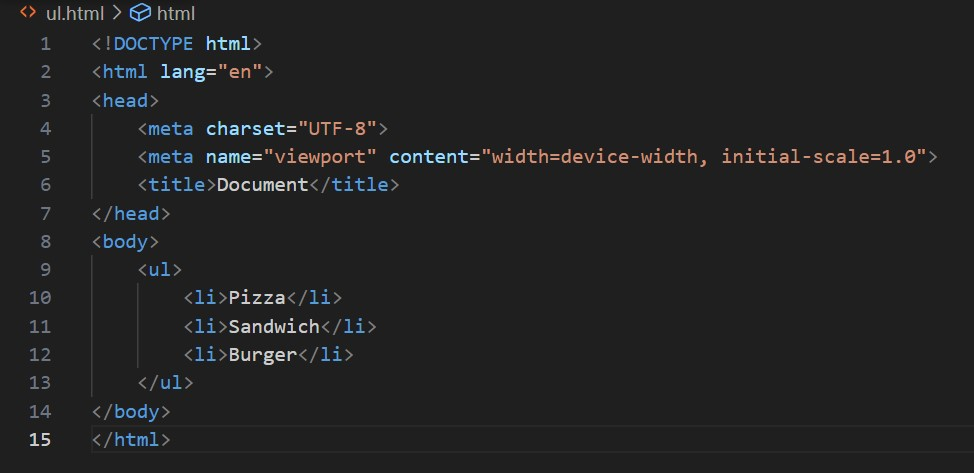 ul.html > html
1 <!DOCTYPE html>
2 <html lang="en">
3 <head>
4     <meta charset="UTF-8">
5     <meta name="viewport" content="width=device-width, initial-scale=1.0">
6     <title>Document</title>
7 </head>
8 <body>
9     <ul>
10         <li>Pizza</li>
11         <li>Sandwich</li>
12         <li>Burger</li>
13     </ul>
14 </body>
15 </html>